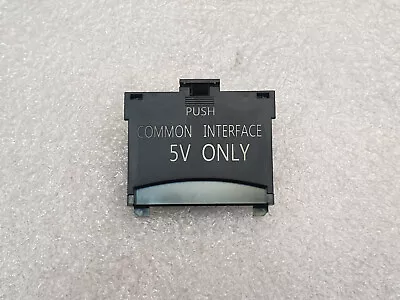 PUSH
COMMON INTERFACE
5V ONLY